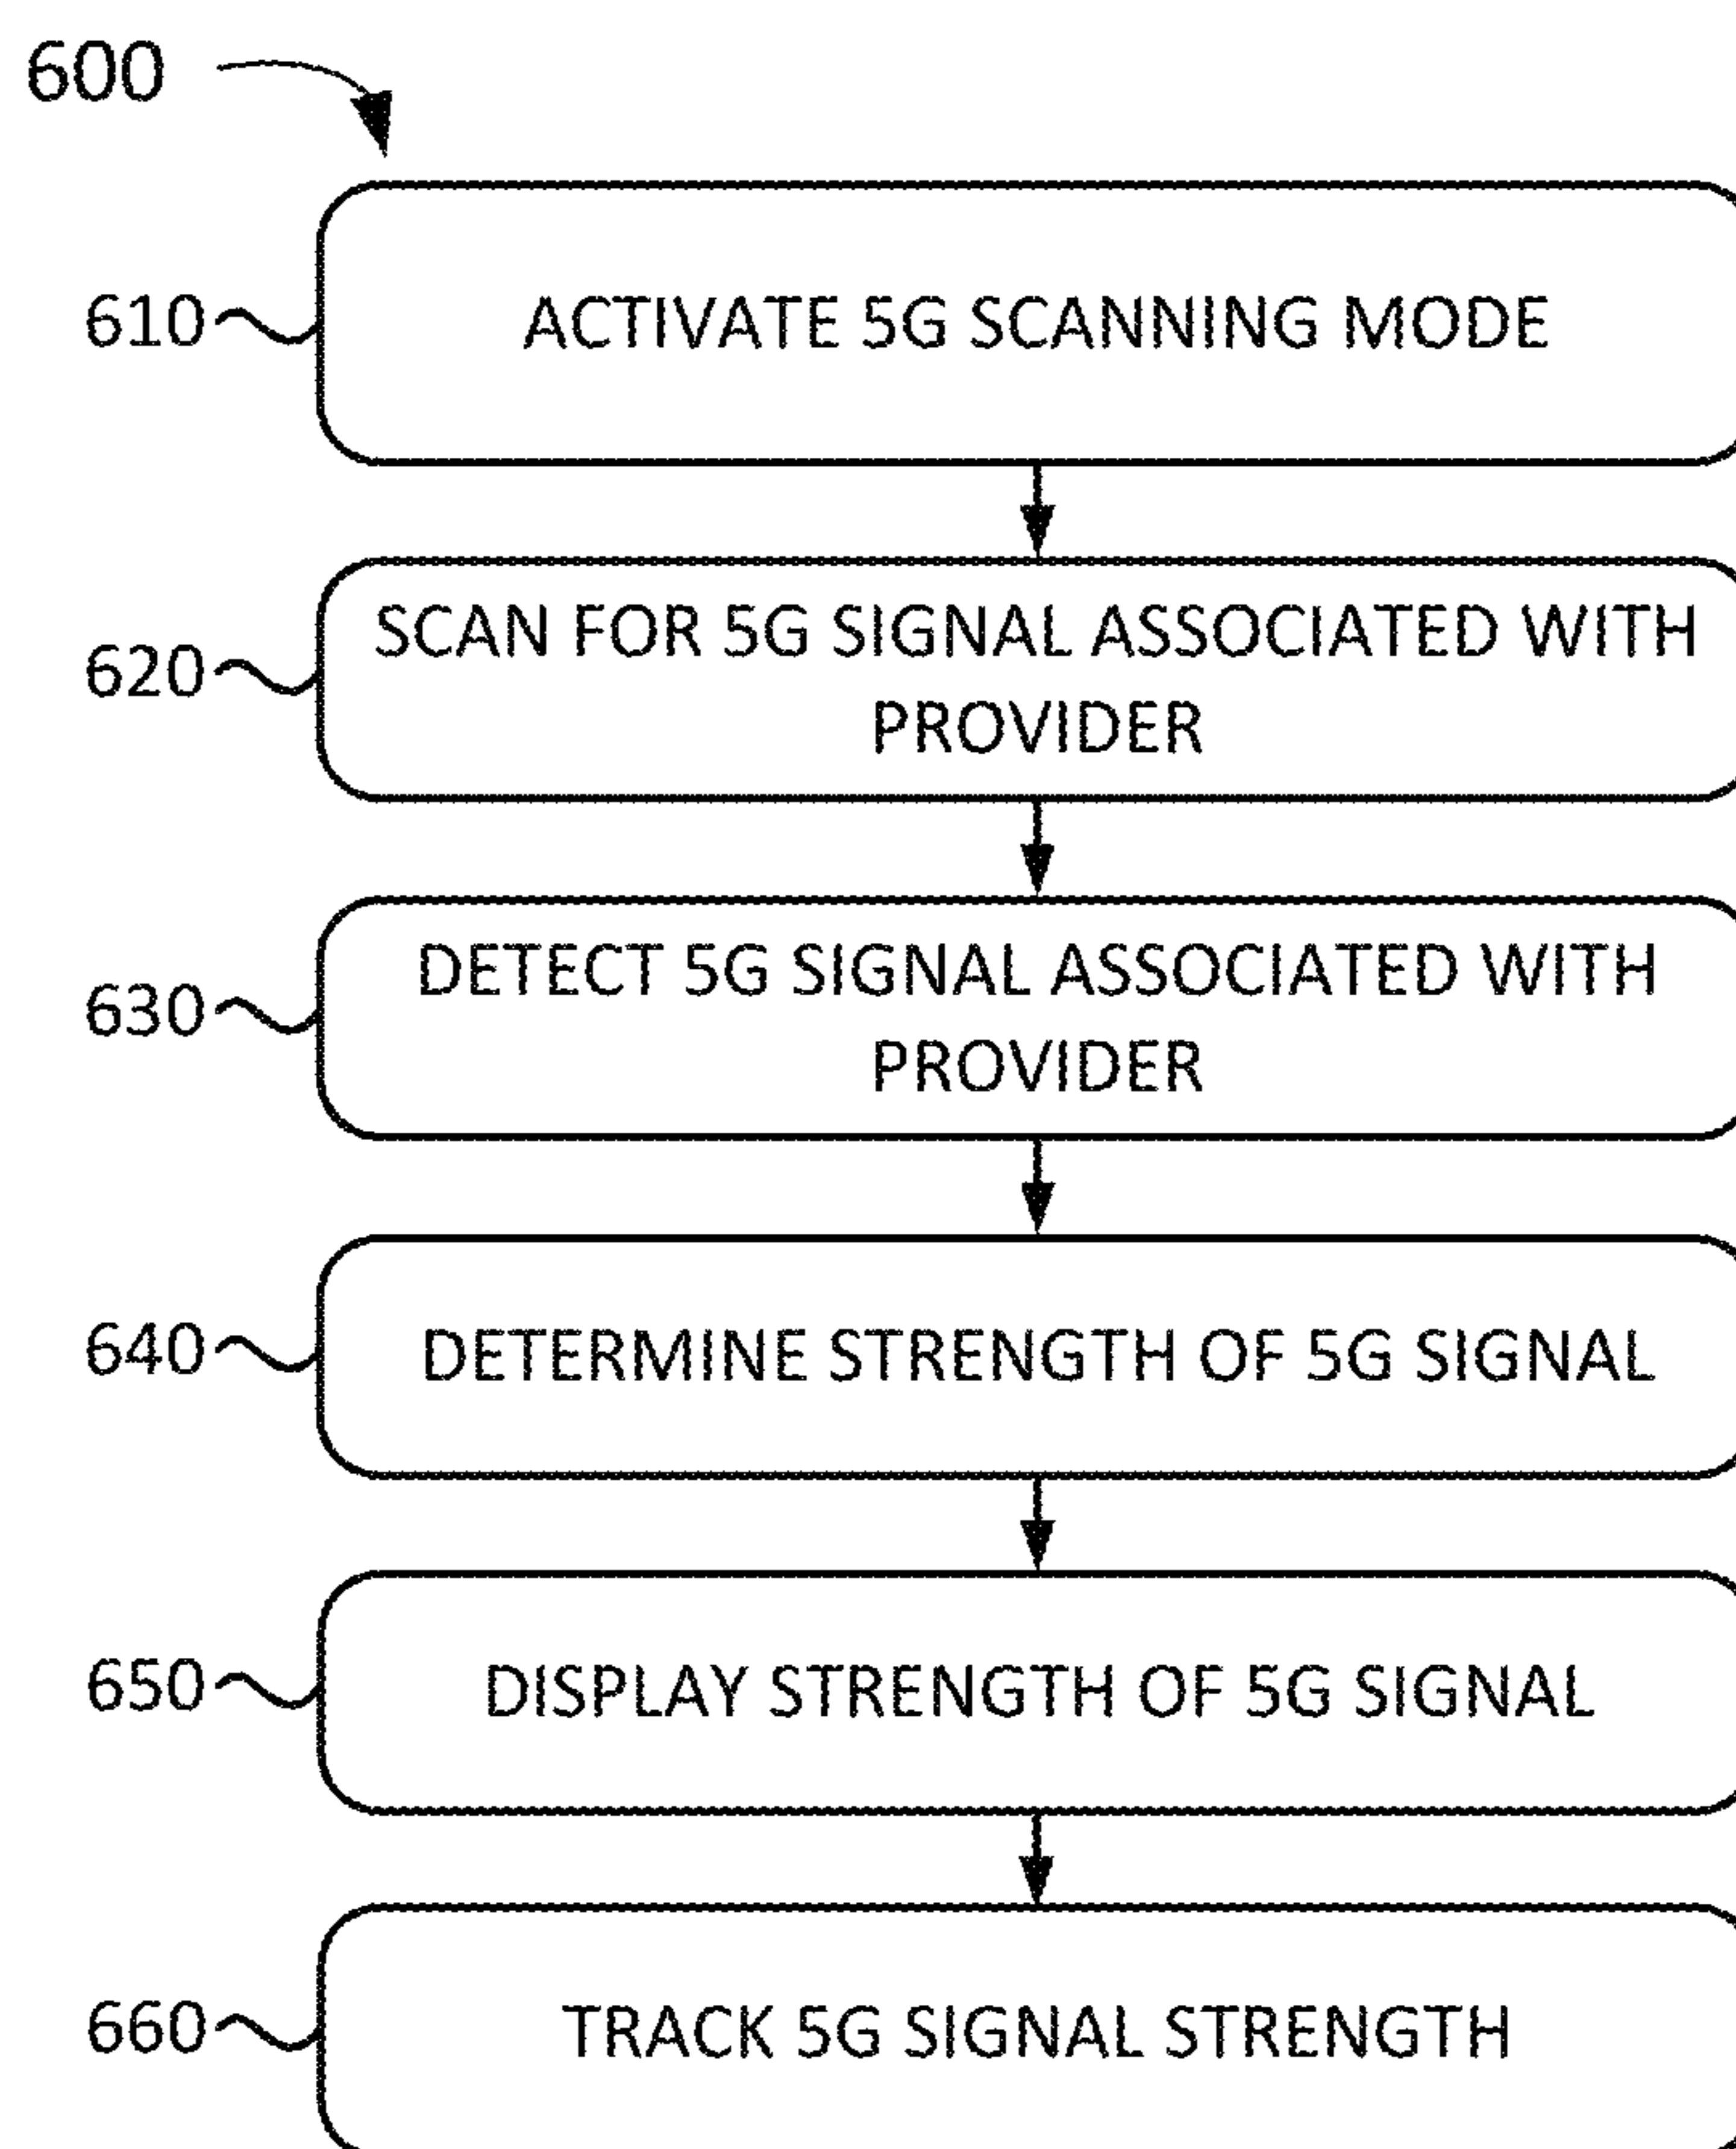 600
610 ACTIVATE 5G SCANNING MODE
620 SCAN FOR 5G SIGNAL ASSOCIATED WITH
PROVIDER
630 DETECT 5G SIGNAL ASSOCIATED WITH
PROVIDER
640 DETERMINE STRENGTH OF 5G SIGNAL
650 DISPLAY STRENGTH OF 5G SIGNAL
660 TRACK 5G SIGNAL STRENGTH